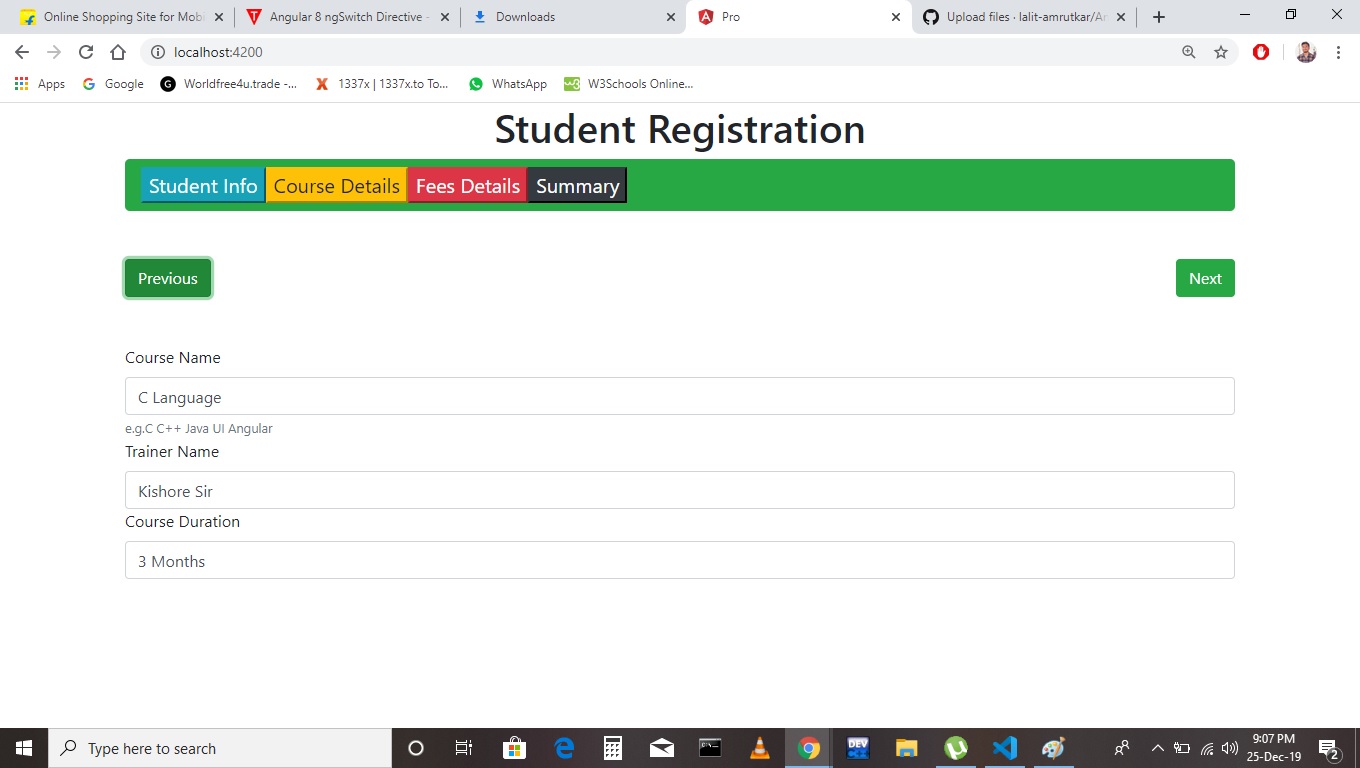 Online Shopping Site for Mobi
Angular 8 ngSwitch Directive -
Downloads
Pro
Upload files · lalit-amrutkar/An
localhost:4200
Apps
Google
G
Worldfree4u.trade -...
1337x | 1337x.to To...
WhatsApp
W3Schools Online...
Student Registration
Student Info
Course Details
Fees Details
Summary
Previous
Next
Course Name
C Language
e.g.C C++ Java UI Angular
Trainer Name
Kishore Sir
Course Duration
3 Months
Type here to search
DEV
9:07 PM
25-Dec-19
2